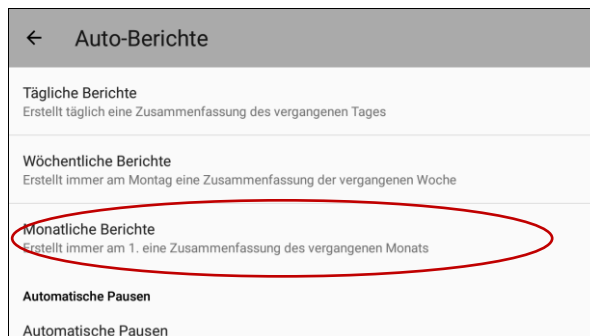 Auto-Berichte
Tägliche Berichte
Erstellt täglich eine Zusammenfassung des vergangenen Tages
Wöchentliche Berichte
Erstellt immer am Montag eine Zusammenfassung der vergangenen Woche
Monatliche Berichte
Erstellt immer am 1. eine Zusammenfassung des vergangenen Monats
Automatische Pausen
Automatische Pausen